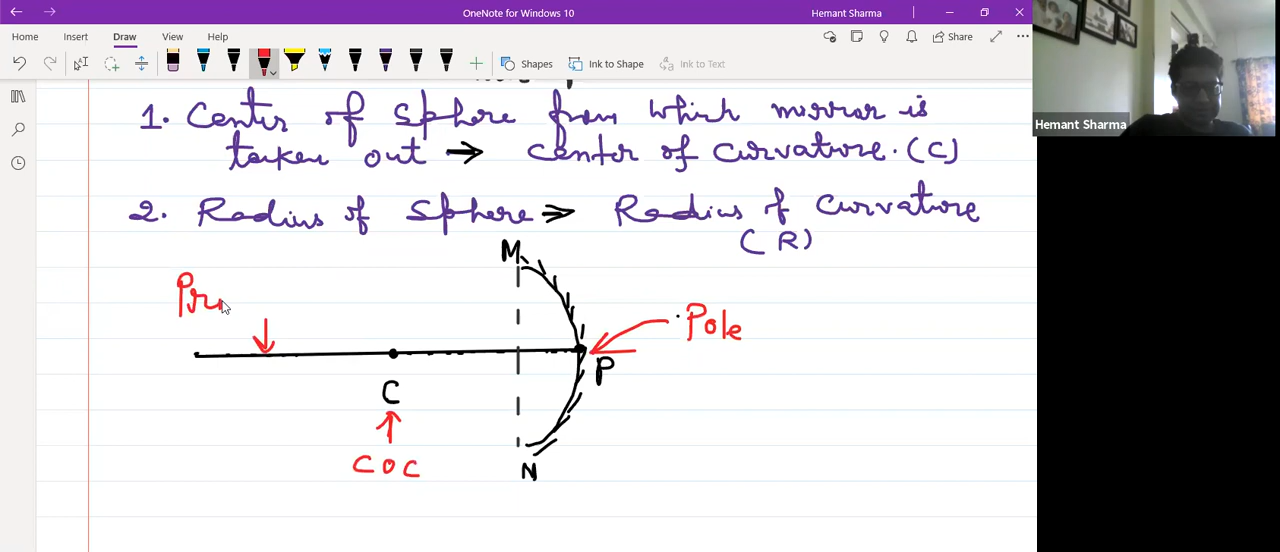 OneNote for Windows 10
Hemant Sharma
Home Insert Draw View Help
Share
Shapes Ink to Shape Ink to Text
1. Center of Sphere from which mirror is
taken out → center of curvature. (C)
2. Radius of Sphere ⇒ Radius of curvature
(R)
M
Pri
Pole
P
C
COC
N
Hemant Sharma